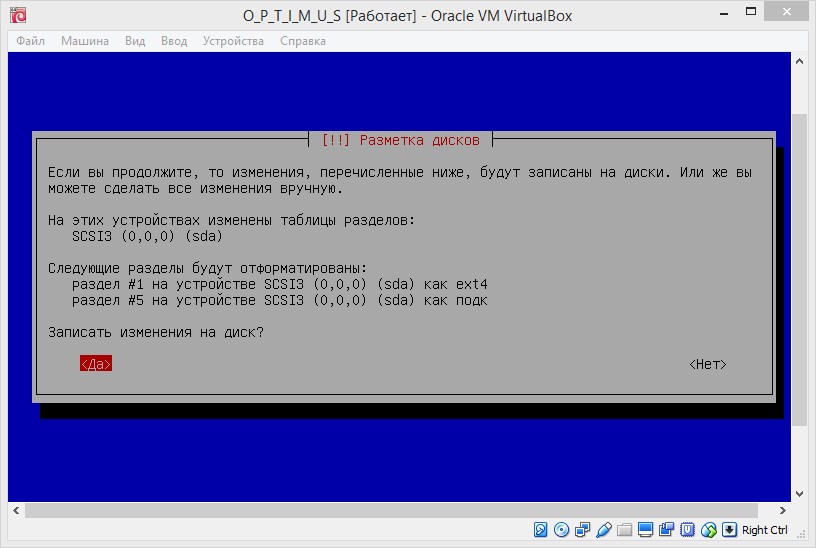 O_P_T_I_M_U_S [Работает] - Oracle VM VirtualBox
Файл Машина Вид Ввод Устройства Справка
[!!] Разметка дисков
Если вы продолжите, то изменения, перечисленные ниже, будут записаны на диски. Или же вы
можете сделать все изменения вручную.
На этих устройствах изменены таблицы разделов:
SCSI3 (0,0,0) (sda)
Следующие разделы будут отформатированы:
раздел #1 на устройстве SCSI3 (0,0,0) (sda) как ext4
раздел #5 на устройстве SCSI3 (0,0,0) (sda) как подк
Записать изменения на диск?
<Да> <Нет>
Right Ctrl